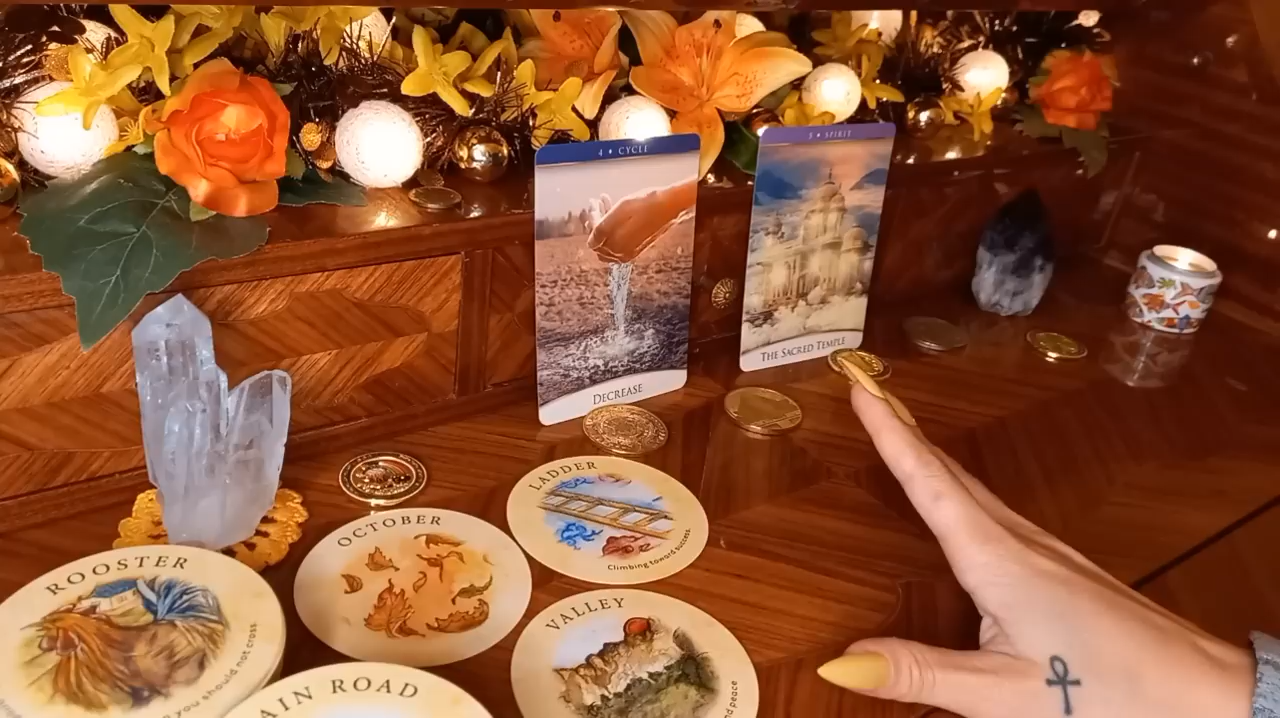 4 • CYCLE
DECREASE
5 • SPIRIT
THE SACRED TEMPLE
LADDER
Climbing toward success.
OCTOBER
ROOSTER
you should not cross.
VALLEY
nd peace
AIN ROAD